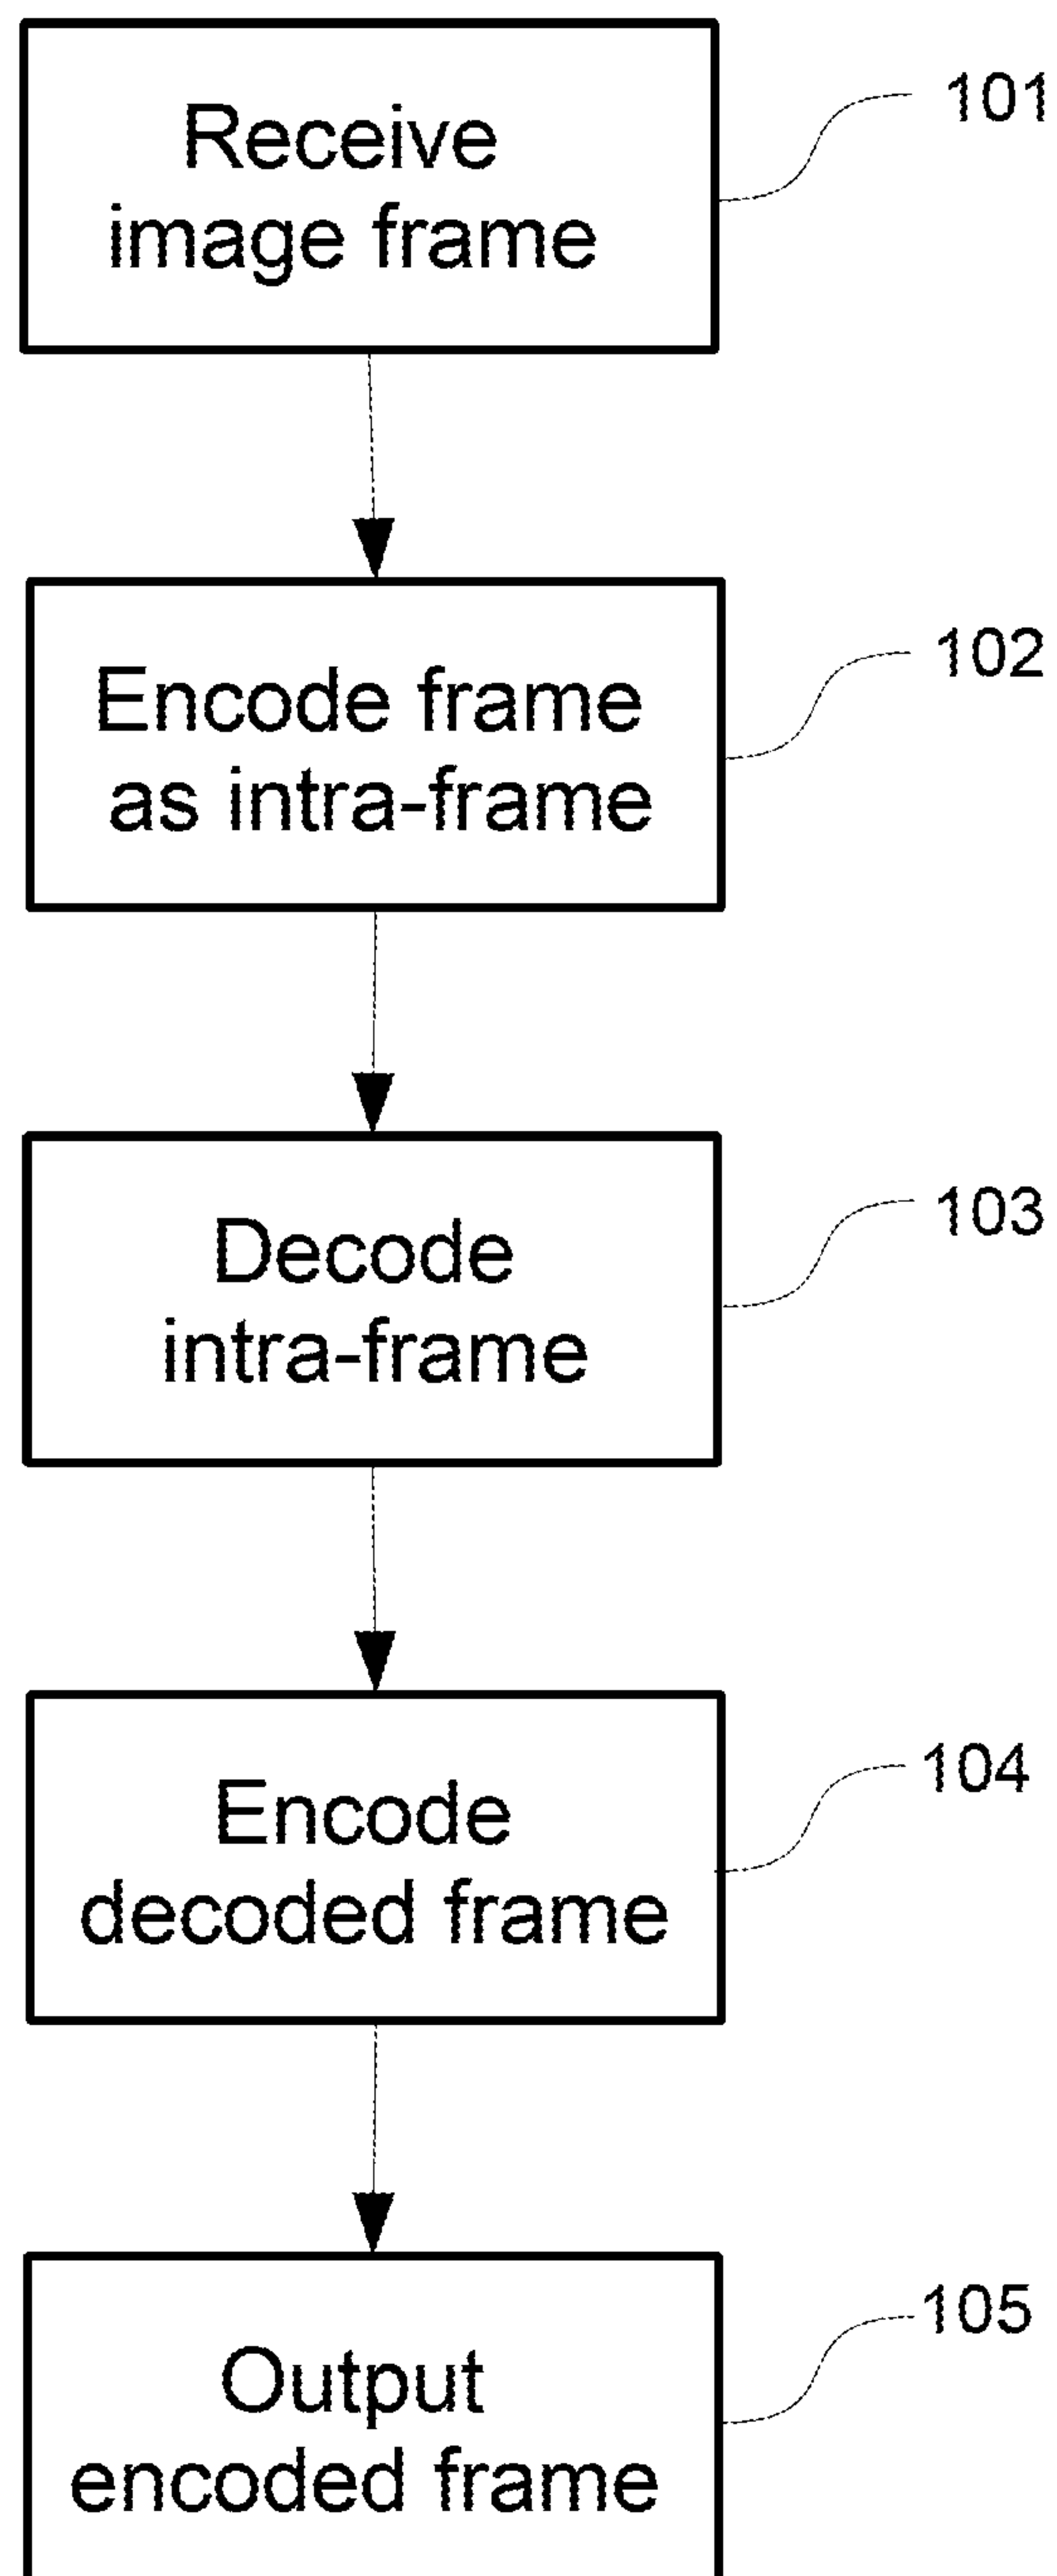 Receive
image frame
101
Encode frame
as intra-frame
102
Decode
intra-frame
103
Encode
decoded frame
104
Output
encoded frame
105